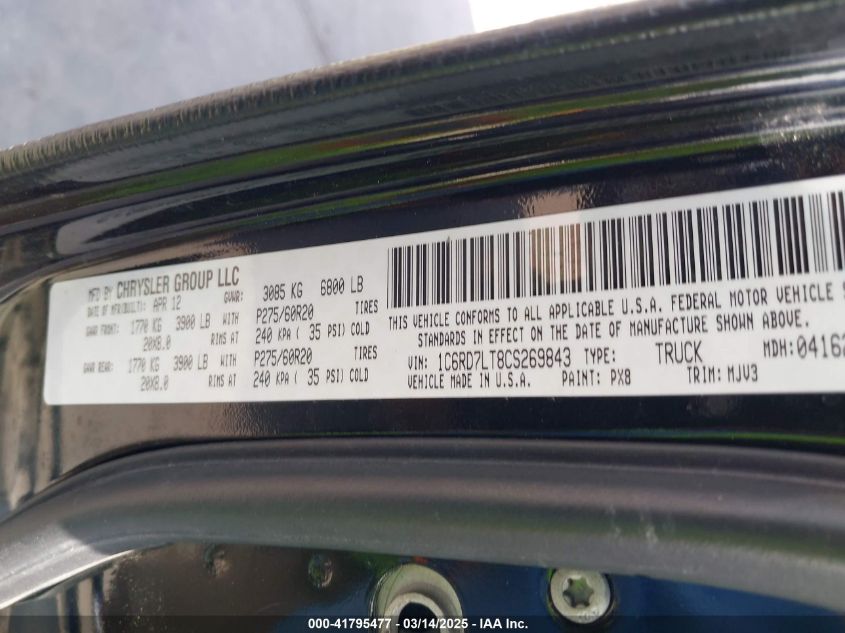 MFD BY CHRYSLER GROUP LLC
DATE OF MFR(BUILT): APR 12 GVWR: 3085 KG 6800 LB
GAWR FRONT: 1770 KG 3900 LB WITH P275/60R20 TIRES
20X8.0 240 KPA ( 35 PSI) COLD
GAWR REAR: 1770 KG 3900 LB WITH P275/60R20 TIRES
20X8.0 240 KPA ( 35 PSI) COLD
THIS VEHICLE CONFORMS TO ALL APPLICABLE U.S.A. FEDERAL MOTOR VEHICLE
STANDARDS IN EFFECT ON THE DATE OF MANUFACTURE SHOWN ABOVE.
VIN: 1C6RD7LT8CS269843 TYPE: TRUCK MDH:0416
VEHICLE MADE IN U.S.A. PAINT: PX8 TRIM: MJV3
000-41795477 - 03/14/2025 - IAA Inc.